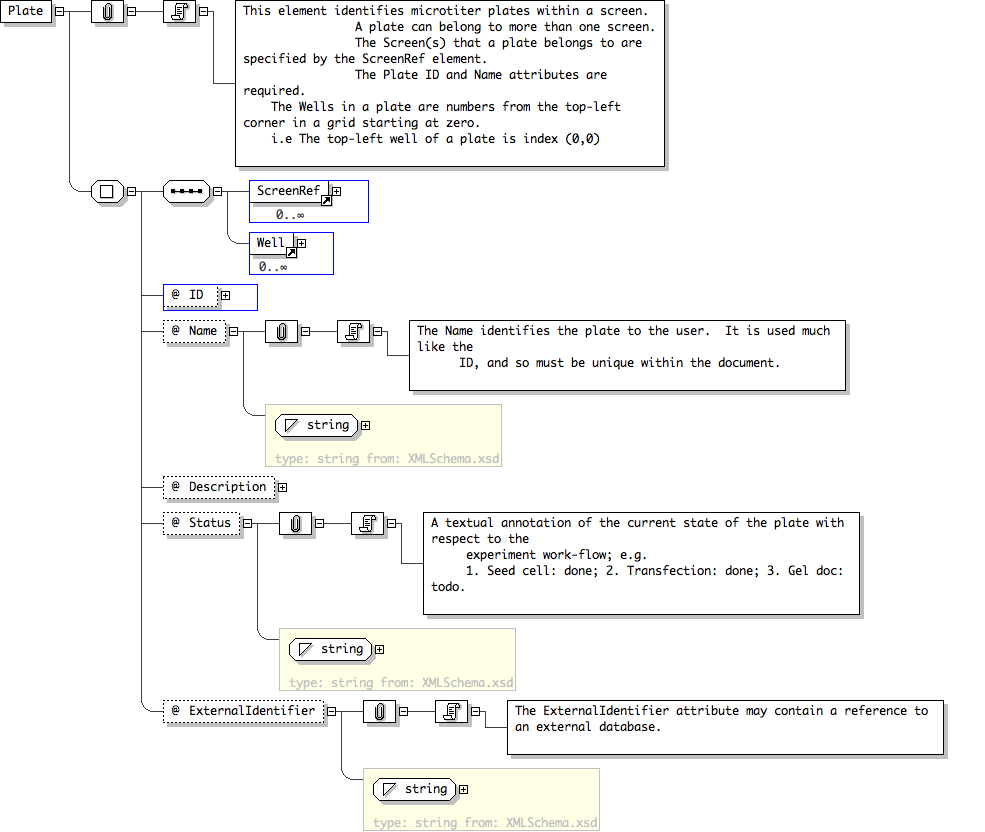 Plate
This element identifies microtiter plates within a screen.
A plate can belong to more than one screen.
The Screen(s) that a plate belongs to are
specified by the ScreenRef element.
The Plate ID and Name attributes are
required.
The Wells in a plate are numbers from the top-left
corner in a grid starting at zero.
i.e The top-left well of a plate is index (0,0)
ScreenRef
0..∞
Well
0..∞
@ ID
@ Name
The Name identifies the plate to the user. It is used much
like the
ID, and so must be unique within the document.
string
type: string from: XMLSchema.xsd
@ Description
@ Status
A textual annotation of the current state of the plate with
respect to the
experiment work-flow; e.g.
1. Seed cell: done; 2. Transfection: done; 3. Gel doc:
todo.
string
type: string from: XMLSchema.xsd
@ ExternalIdentifier
The ExternalIdentifier attribute may contain a reference to
an external database.
string
type: string from: XMLSchema.xsd